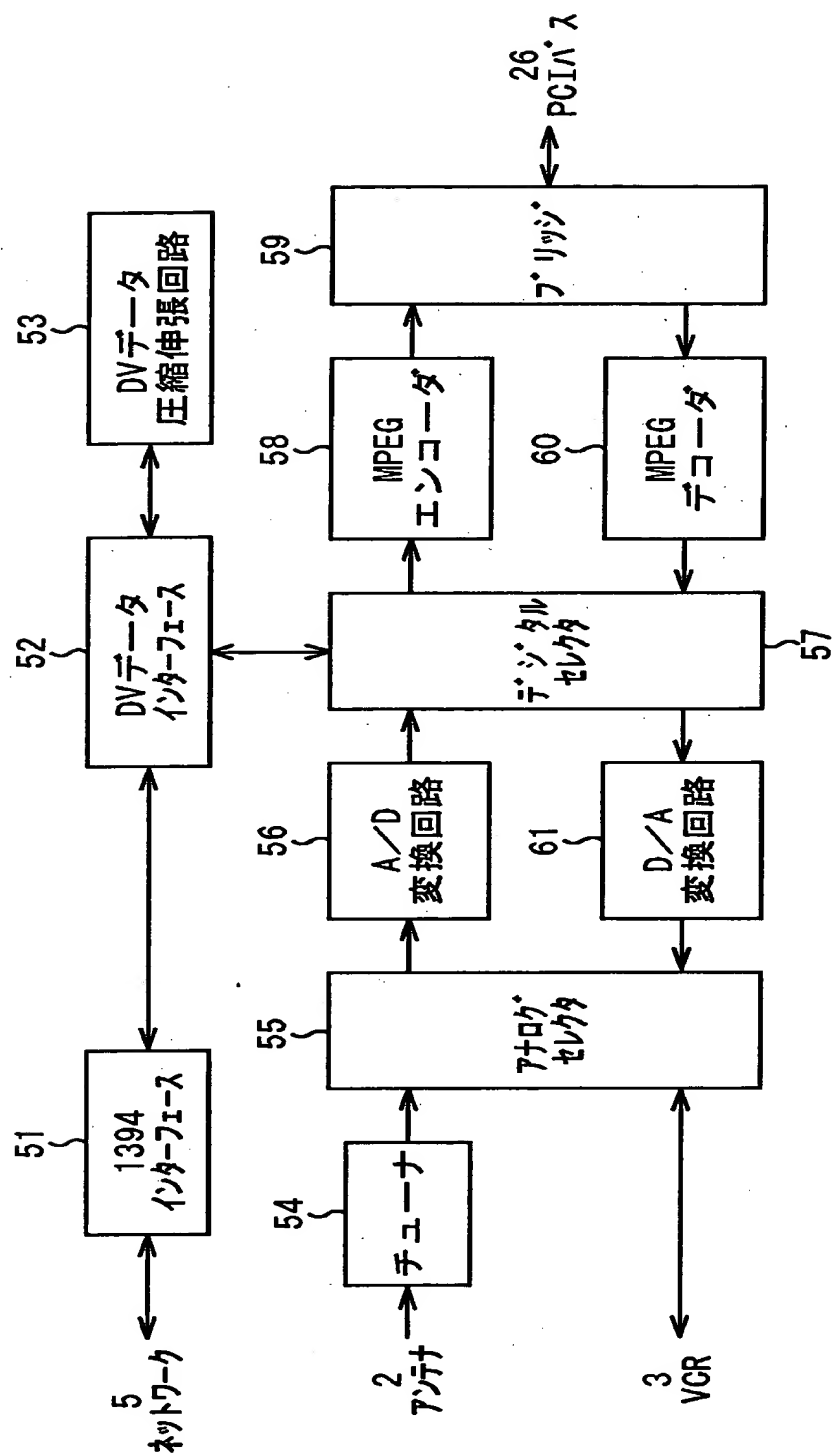 5
ネットワーク
51
1394
インターフェース
52
DVデータ
インターフェース
53
DVデータ
圧縮伸張回路
2
アンテナ
54
チューナ
3
VCR
55
アナログ
セレクタ
56
A/D
変換回路
61
D/A
変換回路
デジタル
セレクタ
57
58
MPEG
エンコーダ
60
MPEG
デコーダ
59
ブリッジ
26
PCIバス